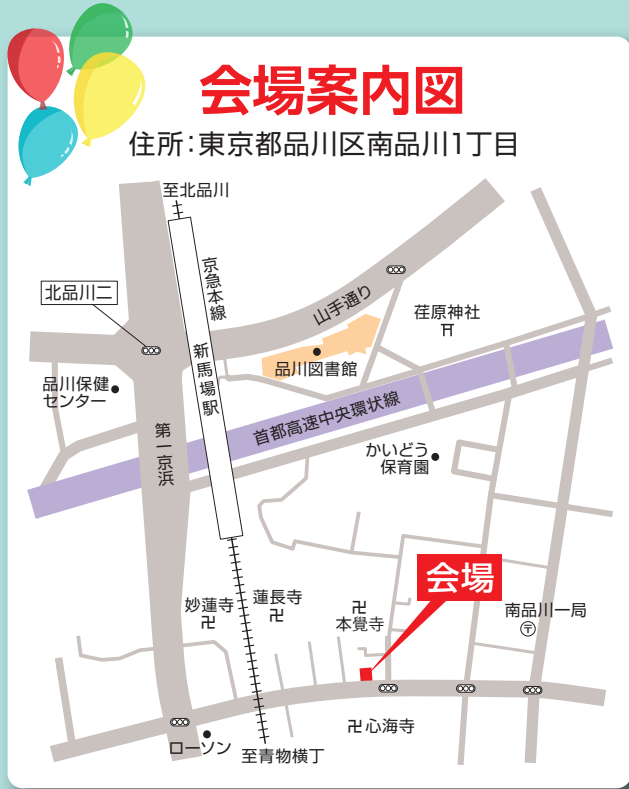 会場案内図
住所：東京都品川区南品川1丁目
至北品川
京急本線
北品川二
山手通り
荏原神社
新馬場駅
品川図書館
品川保健
センター
首都高速中央環状線
第一京浜
かいどう
保育園
会場
妙蓮寺
卍
蓮長寺
卍
卍
本覺寺
南品川一局
〒
卍心海寺
ローソン
至青物横丁